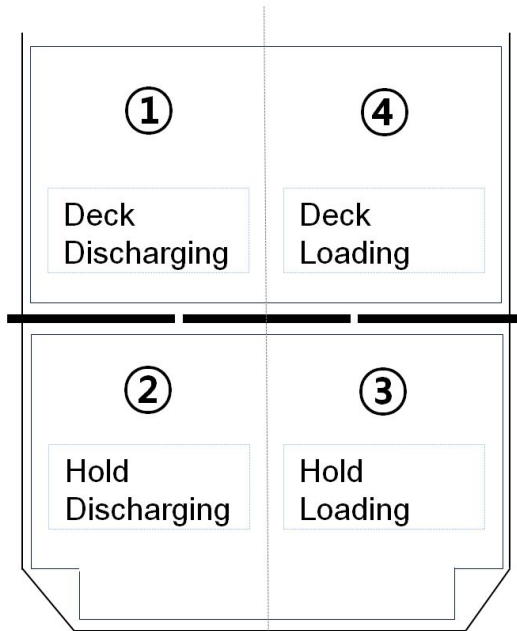 ① ④
Deck
Discharging
Deck
Loading
② ③
Hold
Discharging
Hold
Loading